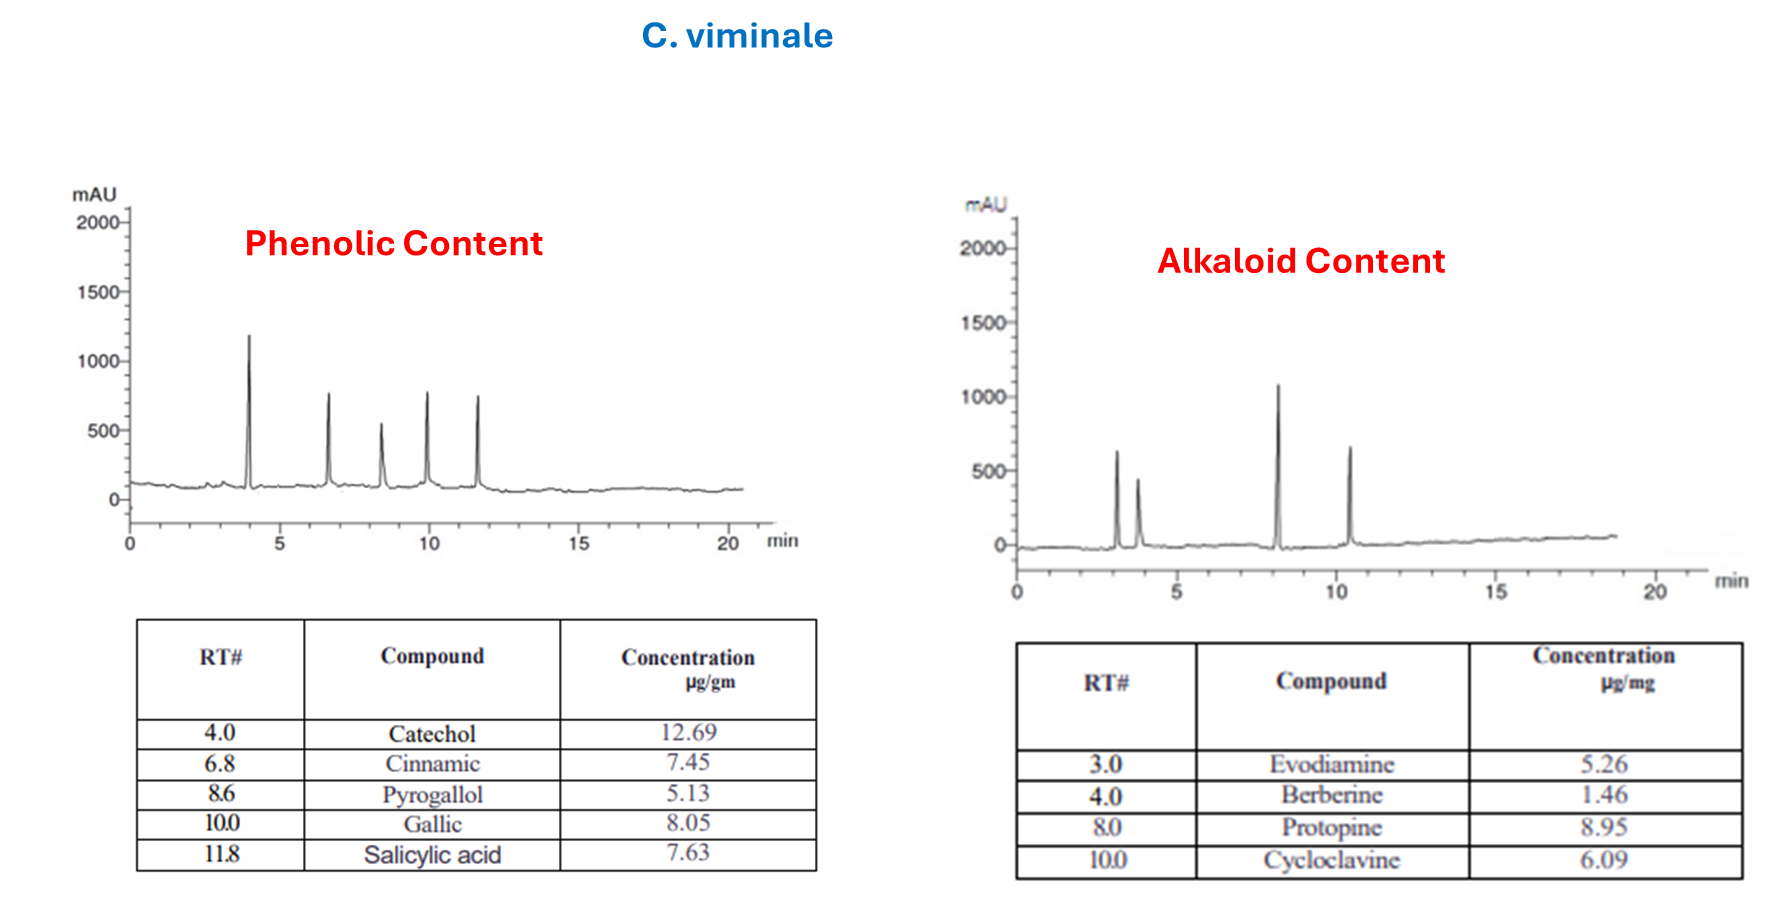 C. viminale
mAU
Phenolic Content
2000
1500
1000
500
0
0 5 10 15 20 min
RT# Compound Concentration
µg/gm
4.0 Catechol 12.69
6.8 Cinnamic 7.45
8.6 Pyrogallol 5.13
10.0 Gallic 8.05
11.8 Salicylic acid 7.63
mAU
Alkaloid Content
2000
1500
1000
500
0
0 5 10 15 20 min
RT# Compound Concentration
µg/mg
3.0 Evodiamine 5.26
4.0 Berberine 1.46
8.0 Protopine 8.95
10.0 Cycloclavine 6.09